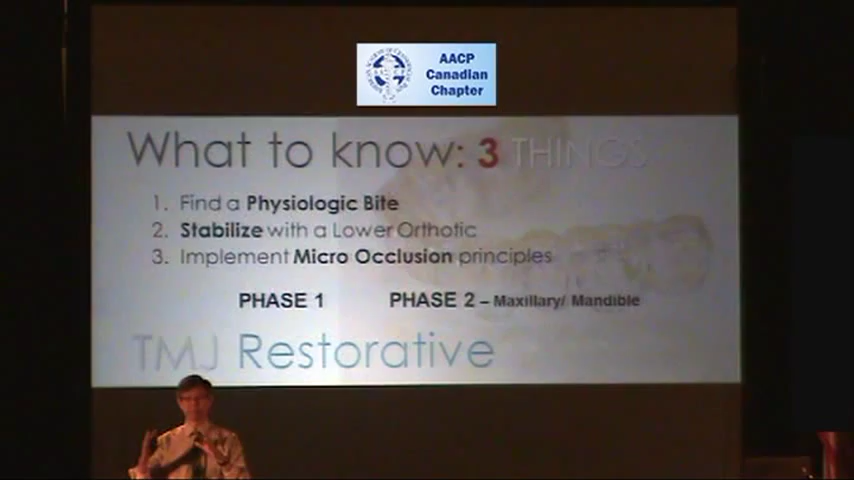 AACP
Canadian
Chapter
What to know: 3 THINGS
1. Find a Physiologic Bite
2. Stabilize with a Lower Orthotic
3. Implement Micro Occlusion principles
PHASE 1 PHASE 2 – Maxillary/ Mandible
TMJ Restorative